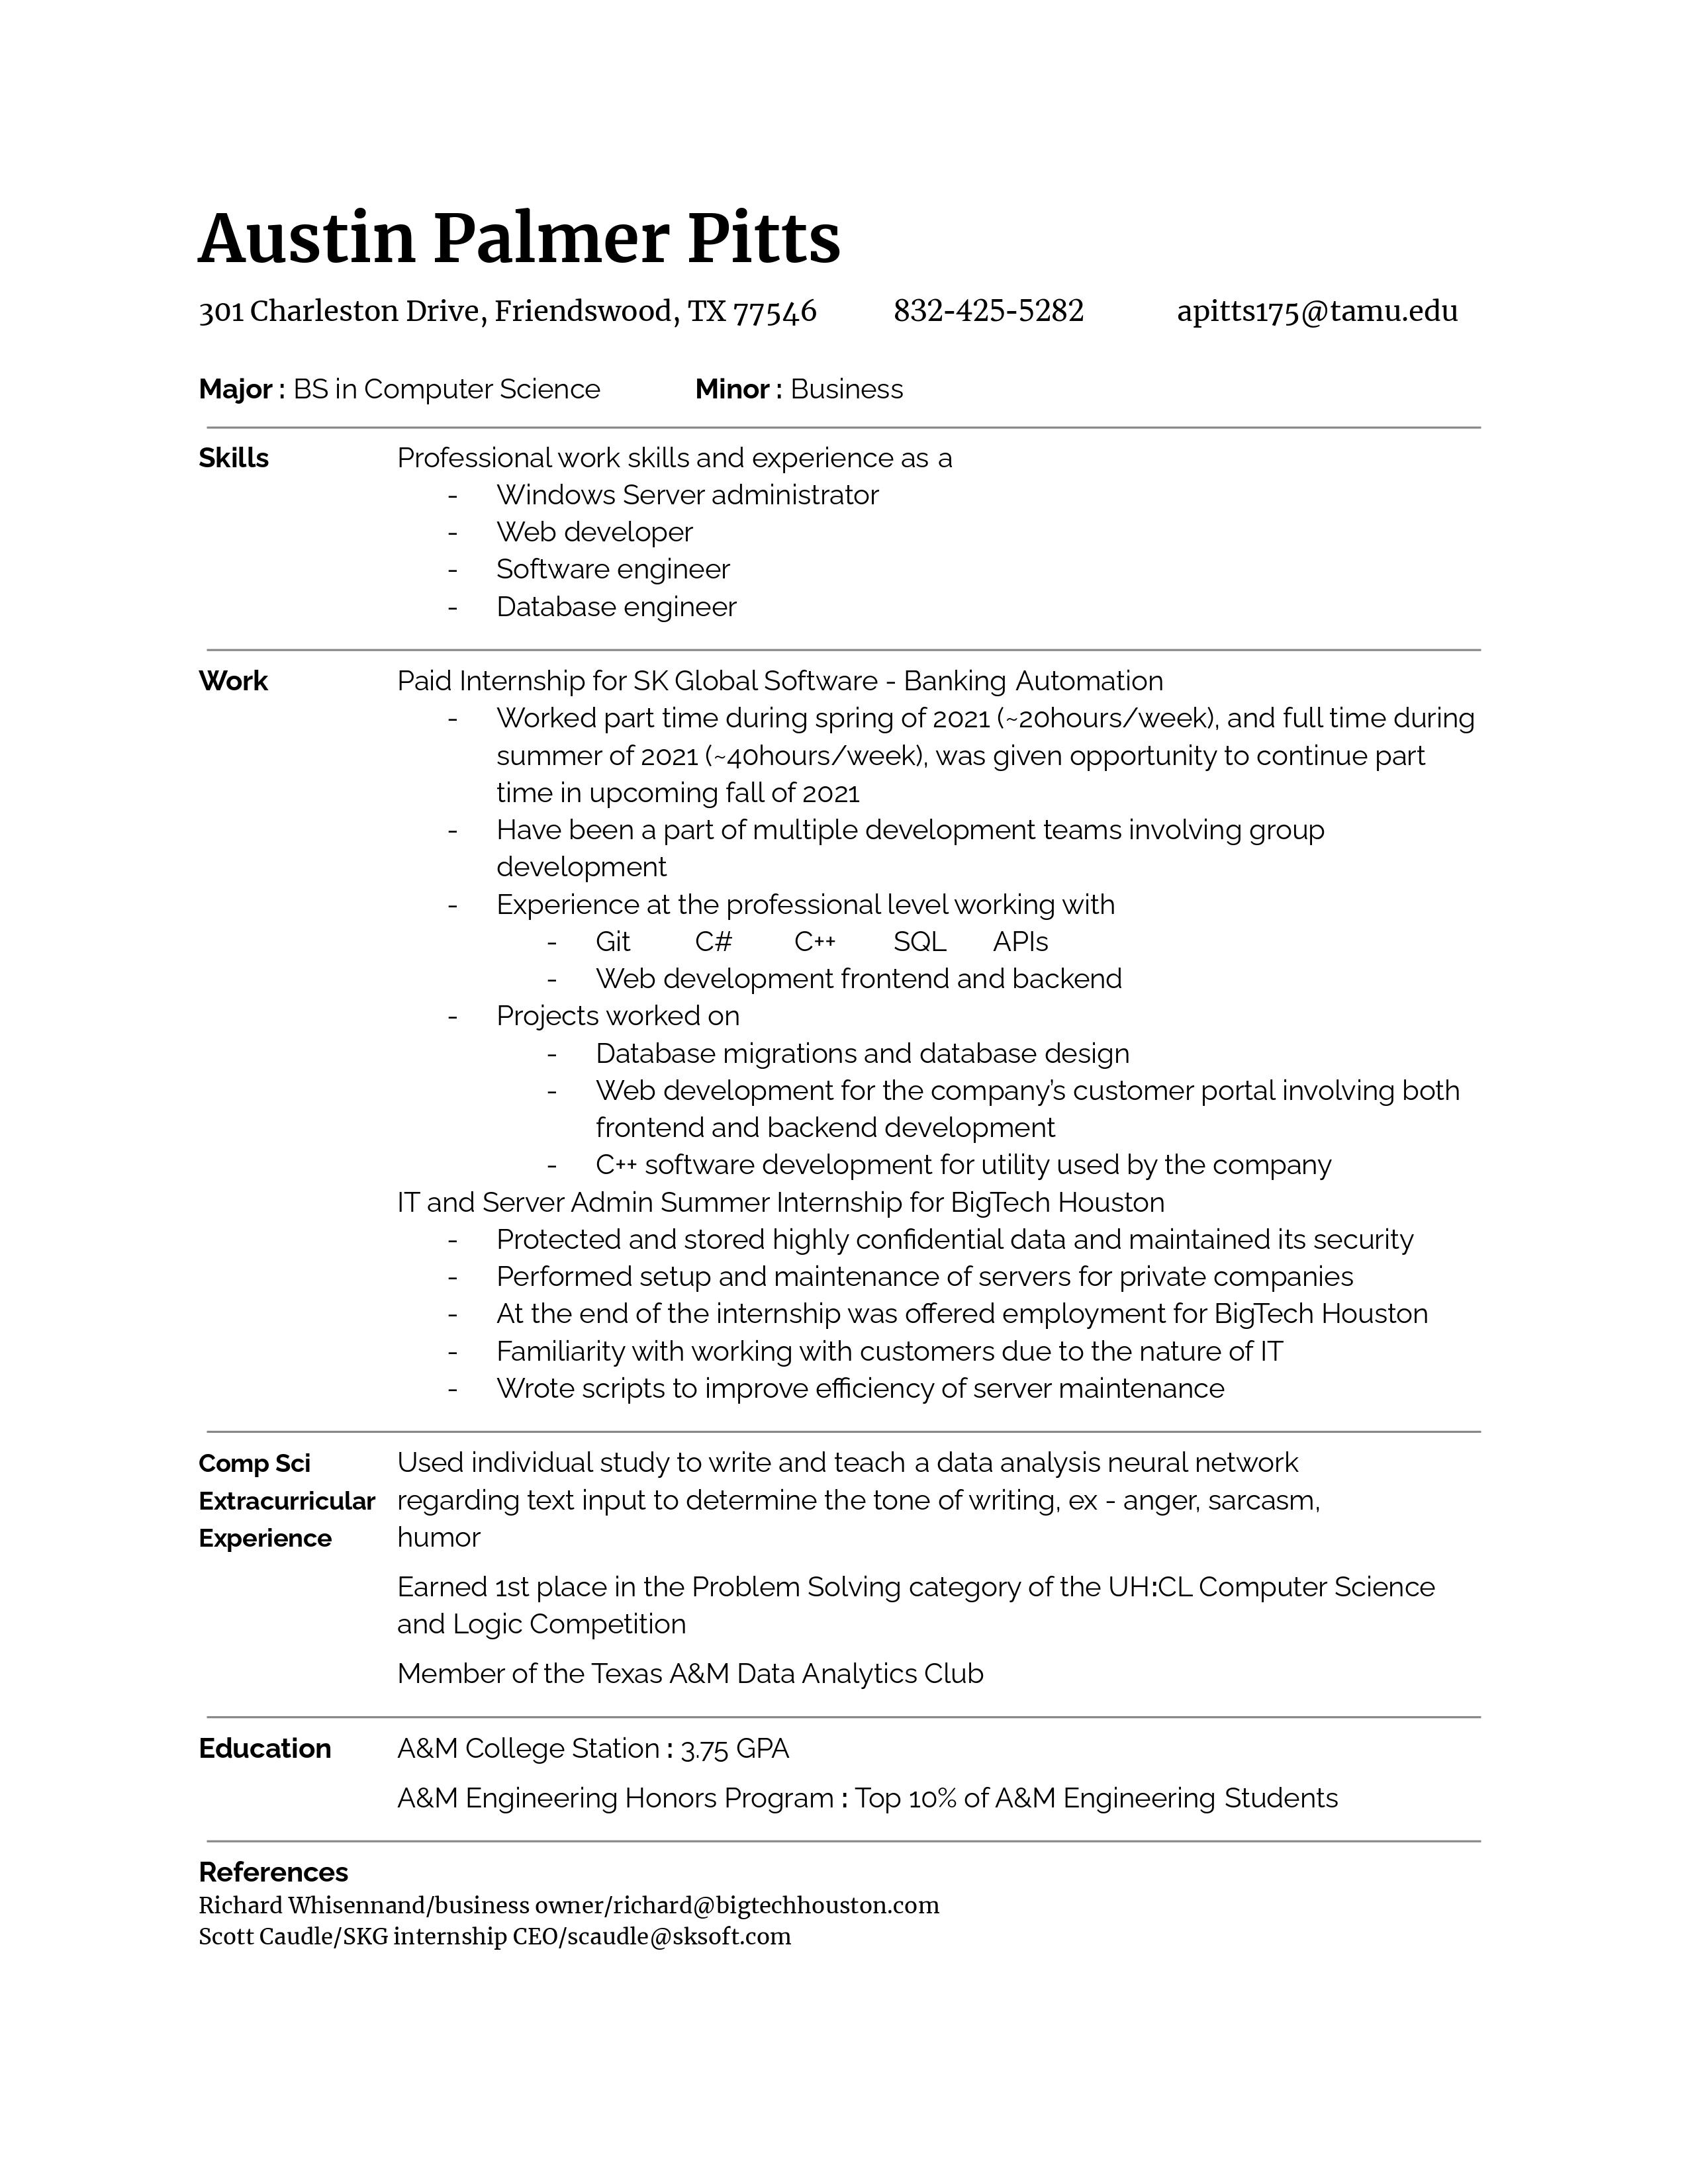 Austin Palmer Pitts
301 Charleston Drive, Friendswood, TX 77546 832-425-5282 apitts175@tamu.edu
Major : BS in Computer Science Minor : Business
Skills Professional work skills and experience as a
- Windows Server administrator
- Web developer
- Software engineer
- Database engineer
Work Paid Internship for SK Global Software - Banking Automation
- Worked part time during spring of 2021 (~20hours/week), and full time during
summer of 2021 (~40hours/week), was given opportunity to continue part
time in upcoming fall of 2021
- Have been a part of multiple development teams involving group
development
- Experience at the professional level working with
- Git C# C++ SQL APIs
- Web development frontend and backend
- Projects worked on
- Database migrations and database design
- Web development for the company's customer portal involving both
frontend and backend development
- C++ software development for utility used by the company
IT and Server Admin Summer Internship for BigTech Houston
- Protected and stored highly confidential data and maintained its security
- Performed setup and maintenance of servers for private companies
- At the end of the internship was offered employment for BigTech Houston
- Familiarity with working with customers due to the nature of IT
- Wrote scripts to improve efficiency of server maintenance
Comp Sci Used individual study to write and teach a data analysis neural network
Extracurricular regarding text input to determine the tone of writing, ex - anger, sarcasm,
Experience humor
Earned 1st place in the Problem Solving category of the UH:CL Computer Science
and Logic Competition
Member of the Texas A&M Data Analytics Club
Education A&M College Station : 3.75 GPA
A&M Engineering Honors Program : Top 10% of A&M Engineering Students
References
Richard Whisennand/business owner/richard@bigtechhouston.com
Scott Caudle/SKG internship CEO/scaudle@sksoft.com